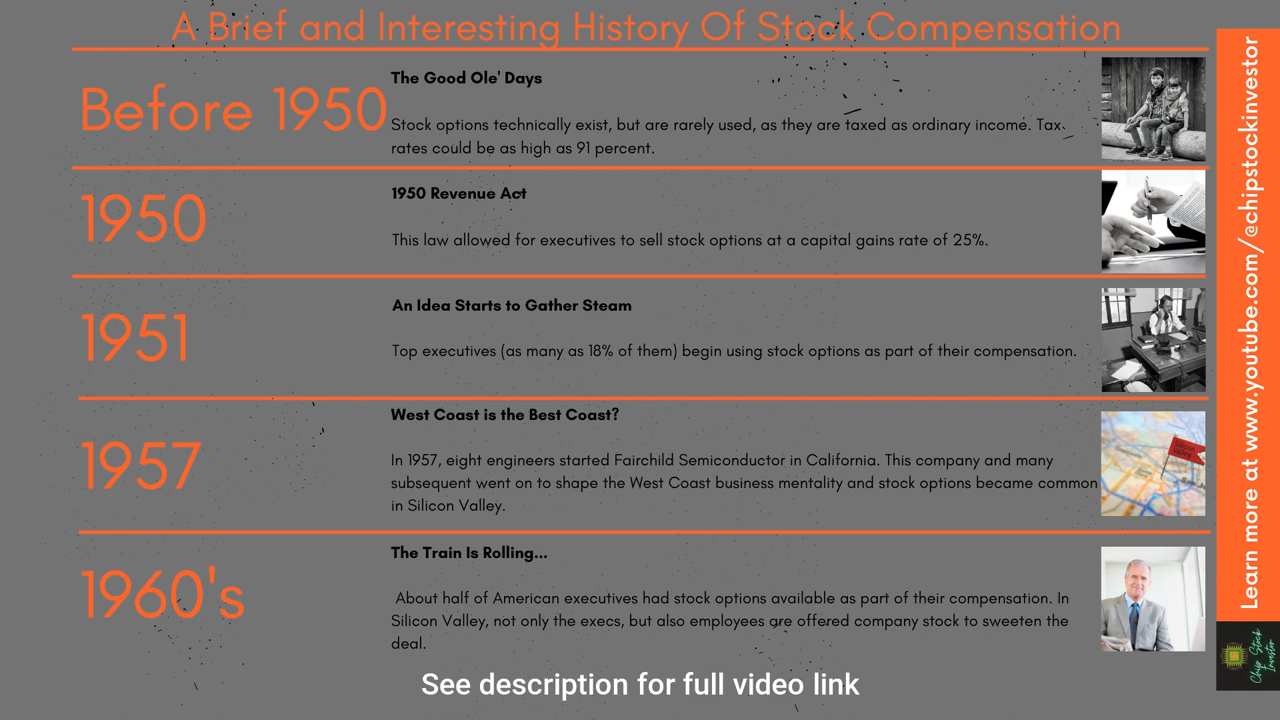 A Brief and Interesting History Of Stock Compensation
Before 1950
The Good Ole' Days
Stock options technically exist, but are rarely used, as they are taxed as ordinary income. Tax
rates could be as high as 91 percent.
1950
1950 Revenue Act
This law allowed for executives to sell stock options at a capital gains rate of 25%.
1951
An Idea Starts to Gather Steam
Top executives (as many as 18% of them) begin using stock options as part of their compensation.
1957
West Coast is the Best Coast?
In 1957, eight engineers started Fairchild Semiconductor in California. This company and many
subsequent went on to shape the West Coast business mentality and stock options became common
in Silicon Valley.
Silicon
valley
1960's
The Train Is Rolling...
About half of American executives had stock options available as part of their compensation. In
Silicon Valley, not only the execs, but also employees are offered company stock to sweeten the
deal.
See description for full video link
Learn more at www.youtube.com/@chipstockinvestor
Chip Stock
Investor